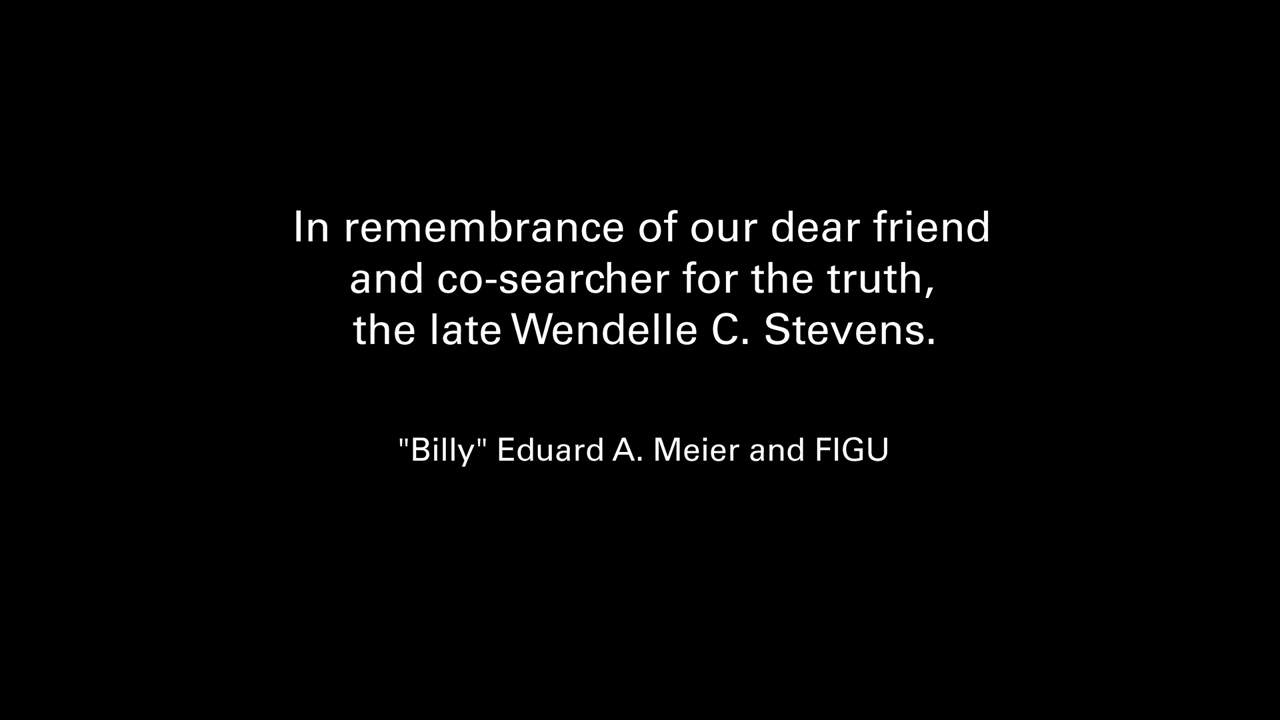 In remembrance of our dear friend
and co-searcher for the truth,
the late Wendelle C. Stevens.
"Billy" Eduard A. Meier and FIGU